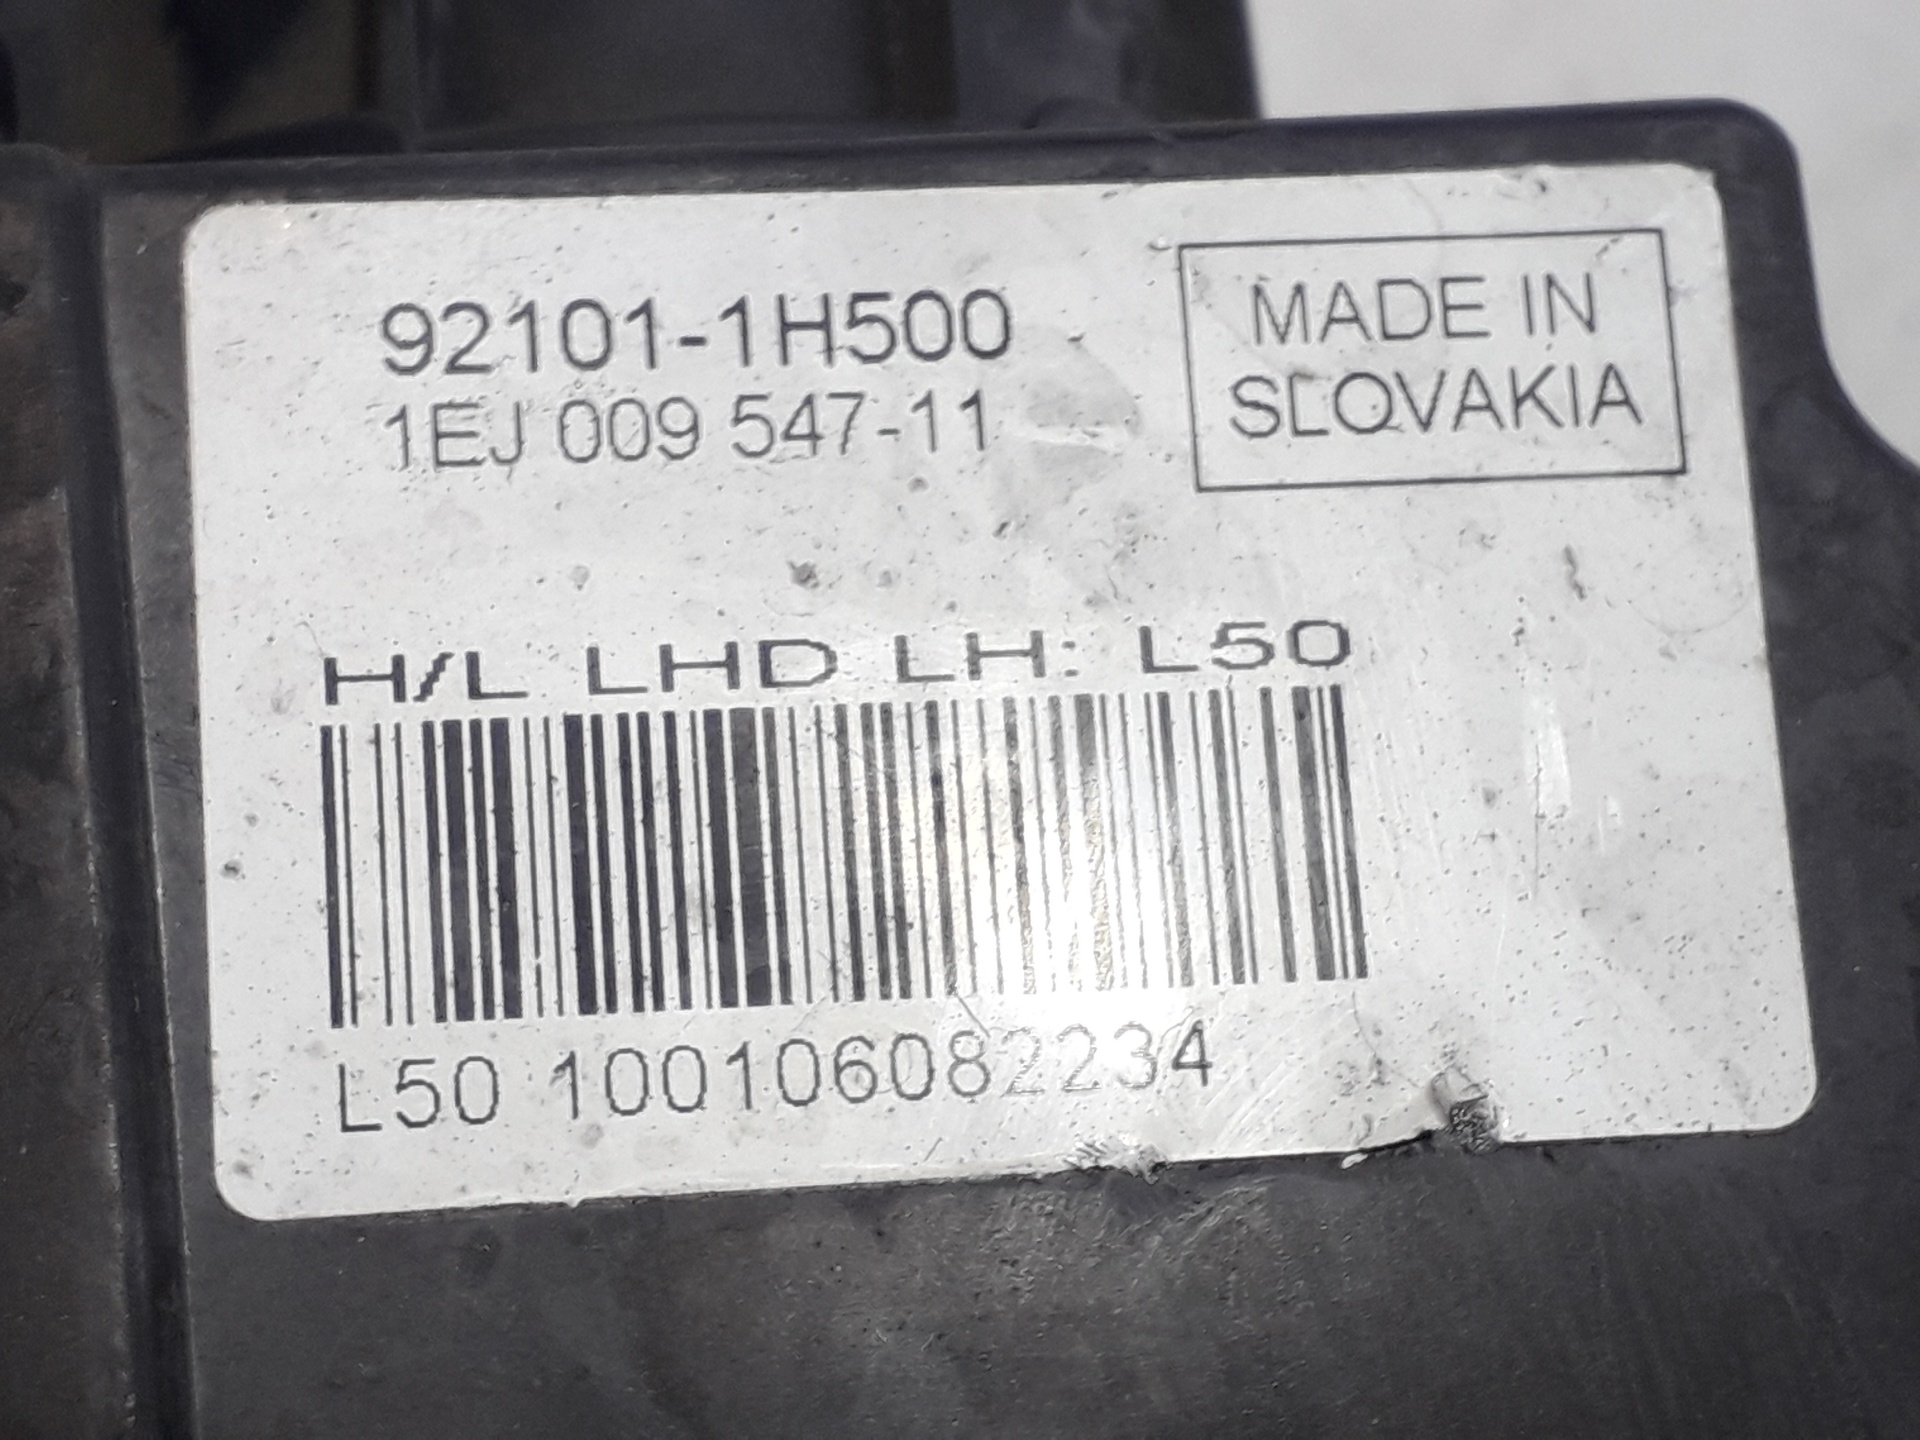 92101-1H500
1EJ 009 547-11
MADE IN
SLOVAKIA
H/L LHD LH: L50
L50 100106082234